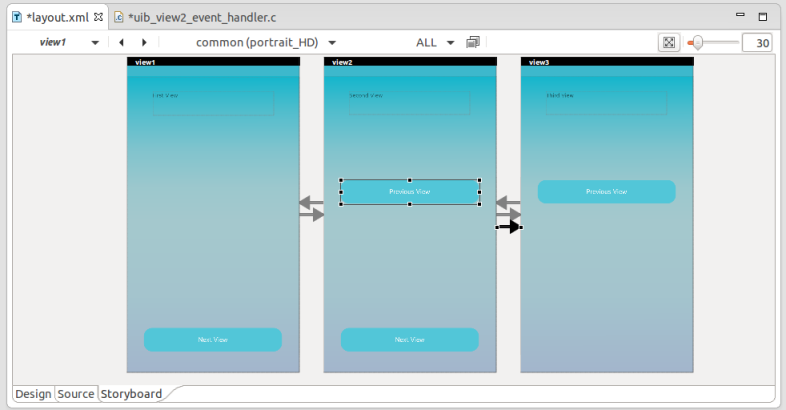 *layout.xml *uib_view2_event_handler.c
view1 common (portrait_HD) ALL 30
view1 view2 view3
First View Second View Third View
Previous View Previous View
Next View Next View
Design Source Storyboard